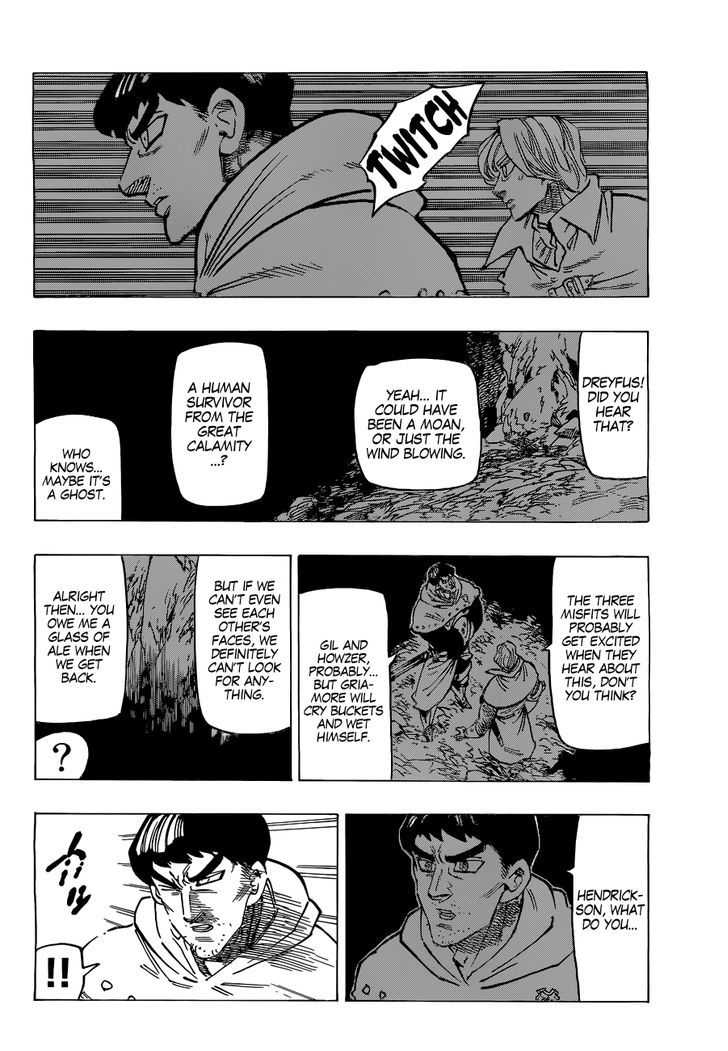 TWITCH
DREYFUS!
DID YOU
HEAR
THAT?
YEAH... IT
COULD HAVE
BEEN A MOAN,
OR JUST THE
WIND BLOWING.
A HUMAN
SURVIVOR
FROM THE
GREAT
CALAMITY
...?
WHO
KNOWS...
MAYBE IT'S
A GHOST.
THE THREE
MISFITS WILL
PROBABLY
GET EXCITED
WHEN THEY
HEAR ABOUT
THIS, DON'T
YOU THINK?
GIL AND
HOWZER,
PROBABLY...
BUT GRIA-
MORE WILL
CRY BUCKETS
AND WET
HIMSELF.
BUT IF WE
CAN'T EVEN
SEE EACH
OTHER'S
FACES, WE
DEFINITELY
CAN'T LOOK
FOR ANY-
THING.
ALRIGHT
THEN... YOU
OWE ME A
GLASS OF
ALE WHEN
WE GET
BACK.
?
HENDRICK-
SON, WHAT
DO YOU...
!!